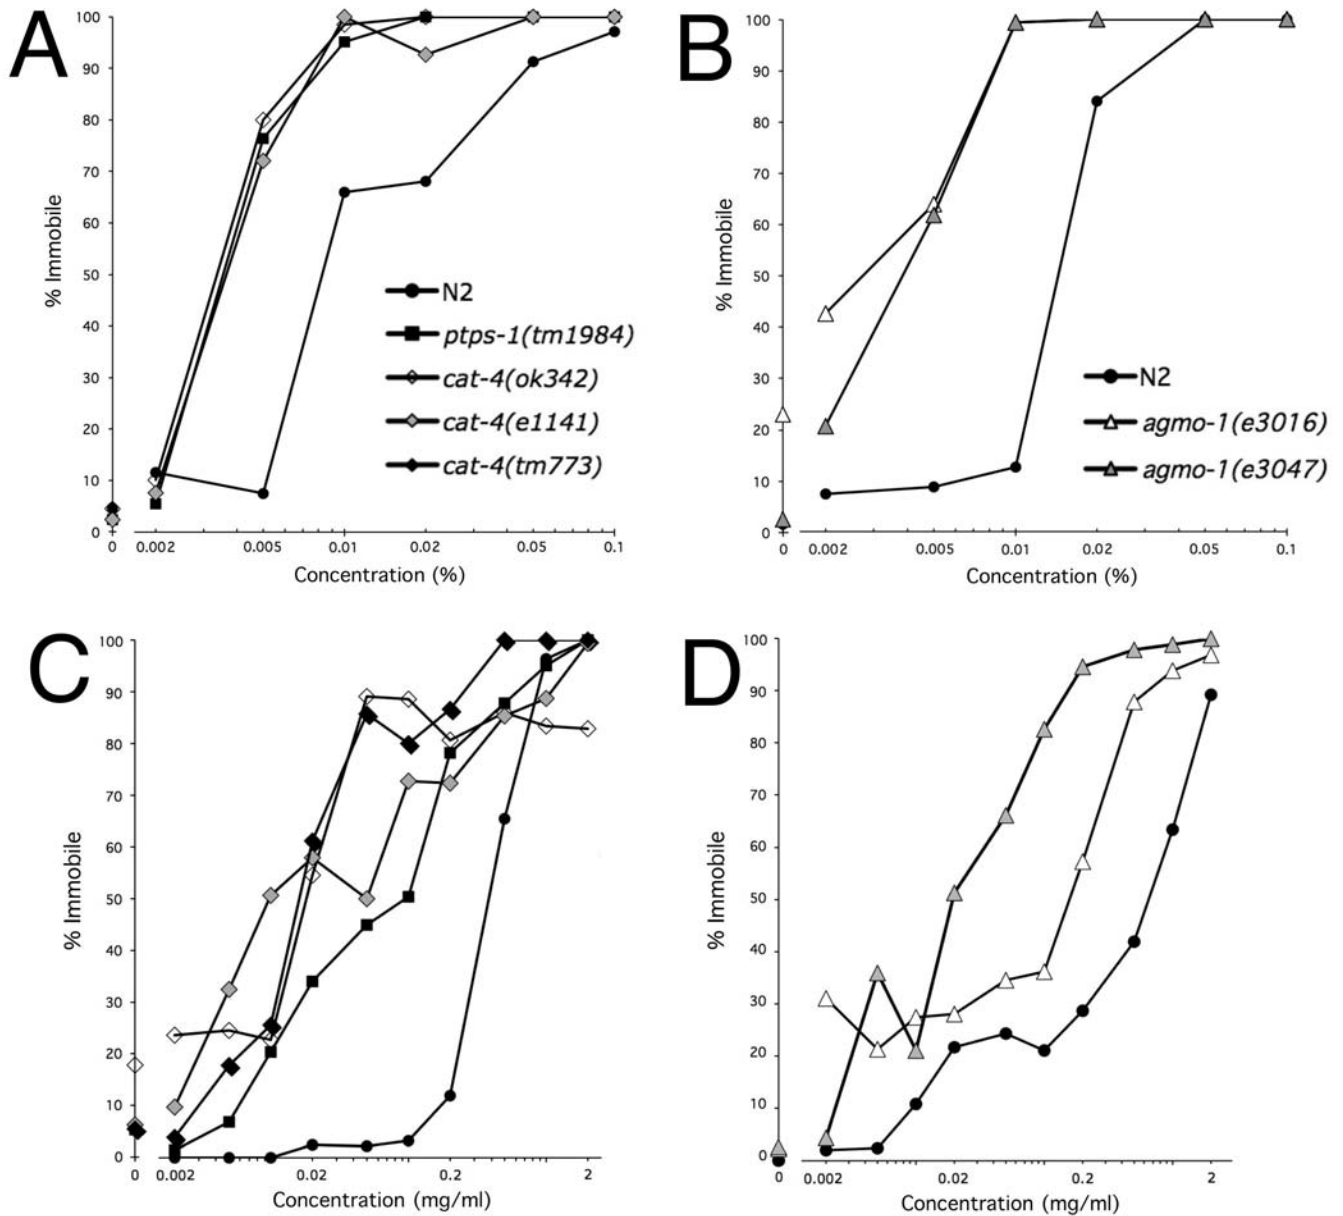 A
100
90
80
70
60
50
40
30
20
10
0
% Immobile
N2
ptps-1(tm1984)
cat-4(ok342)
cat-4(e1141)
cat-4(tm773)
0 0.002 0.005 0.01 0.02 0.05 0.1
Concentration (%)
B
100
90
80
70
60
50
40
30
20
10
0
% Immobile
N2
agmo-1(e3016)
agmo-1(e3047)
0 0.002 0.005 0.01 0.02 0.05 0.1
Concentration (%)
C
100
90
80
70
60
50
40
30
20
10
0
% Immobile
0 0.002 0.02 0.2 2
Concentration (mg/ml)
D
100
90
80
70
60
50
40
30
20
10
0
% Immobile
0 0.002 0.02 0.2 2
Concentration (mg/ml)